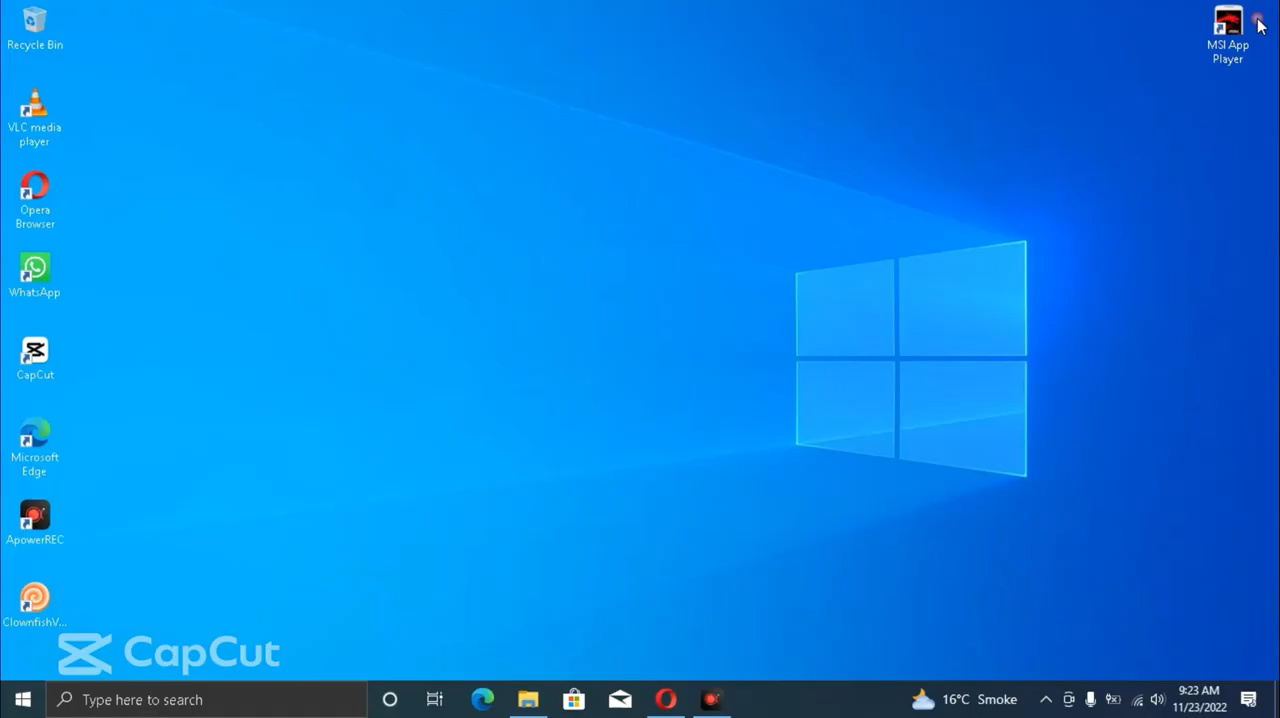 Recycle Bin
VLC media
player
Opera
Browser
WhatsApp
CapCut
Microsoft
Edge
ApowerREC
ClownfishV...
MSI App
Player
CapCut
Type here to search
16°C Smoke
9:23 AM
11/23/2022